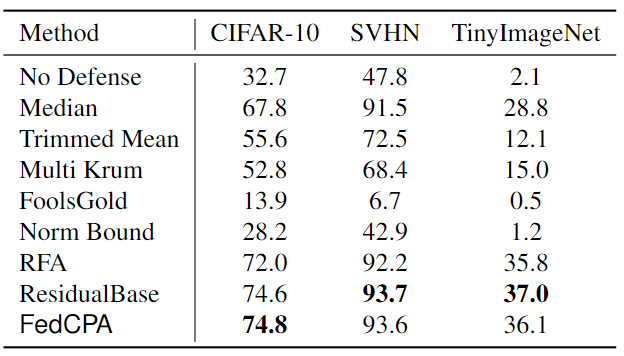 Method CIFAR-10 SVHN TinyImageNet
No Defense 32.7 47.8 2.1
Median 67.8 91.5 28.8
Trimmed Mean 55.6 72.5 12.1
Multi Krum 52.8 68.4 15.0
FoolsGold 13.9 6.7 0.5
Norm Bound 28.2 42.9 1.2
RFA 72.0 92.2 35.8
ResidualBase 74.6 93.7 37.0
FedCPA 74.8 93.6 36.1